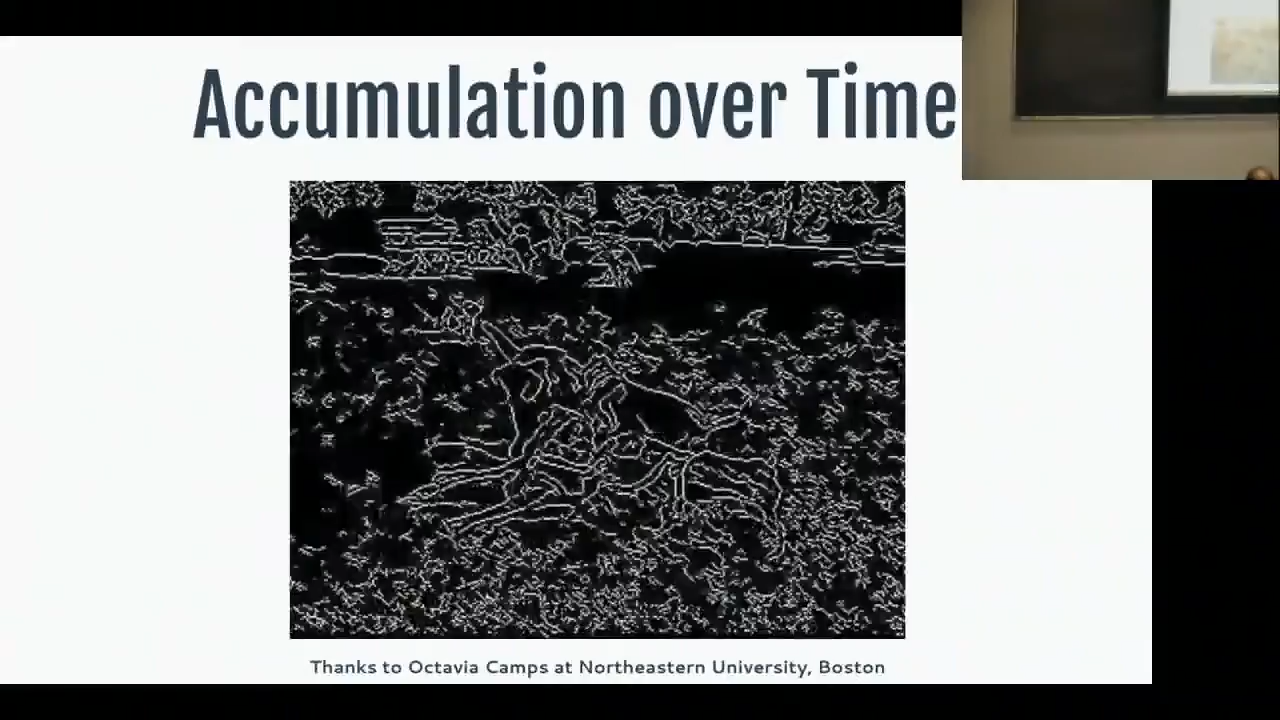 Accumulation over Time
Thanks to Octavia Camps at Northeastern University, Boston